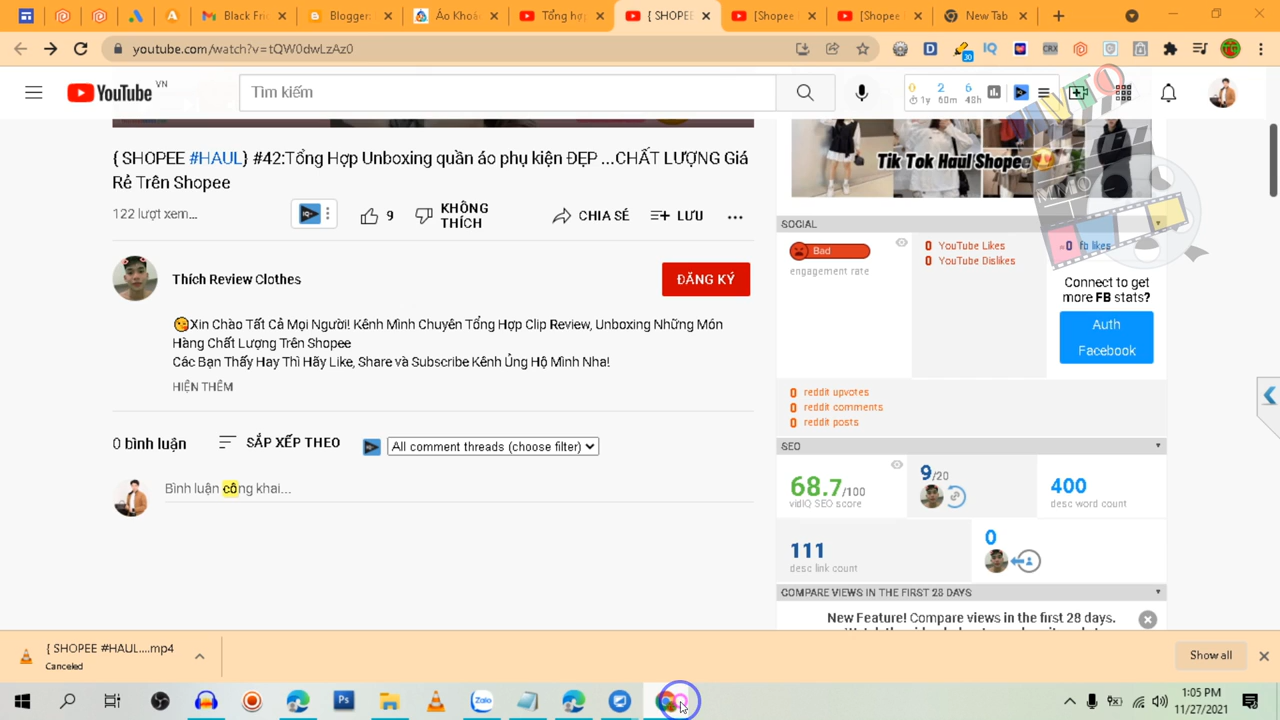 Black Fri
Blogger:
Áo Khoá
Tổng hợ
{ SHOPE
[Shopee
[Shopee
New Tab
youtube.com/watch?v=tQW0dwLzAz0
YouTube VN
Tìm kiếm
0 2 6
1y 60m 48h
MVTQ
MMO
Tik Tok Haul Shopee
{ SHOPEE #HAUL} #42:Tổng Hợp Unboxing quần áo phụ kiện ĐẸP ...CHẤT LƯỢNG Giá
Rẻ Trên Shopee
122 lượt xem...
9
KHÔNG
THÍCH
CHIA SẺ
LƯU
Thích Review Clothes
ĐĂNG KÝ
Xin Chào Tất Cả Mọi Người! Kênh Mình Chuyên Tổng Hợp Clip Review, Unboxing Những Món
Hàng Chất Lượng Trên Shopee
Các Bạn Thấy Hay Thì Hãy Like, Share và Subscribe Kênh Ủng Hộ Mình Nha!
HIỆN THÊM
0 bình luận
SẮP XẾP THEO
All comment threads (choose filter)
Bình luận công khai...
SOCIAL
Bad
engagement rate
0 YouTube Likes
0 YouTube Dislikes
0 fb likes
Connect to get
more FB stats?
Auth
Facebook
0 reddit upvotes
0 reddit comments
0 reddit posts
SEO
68.7/100
vidIQ SEO score
9/20
400
desc word count
111
desc link count
0
COMPARE VIEWS IN THE FIRST 28 DAYS
New Feature! Compare views in the first 28 days.
{ SHOPEE #HAUL....mp4
Canceled
Show all
1:05 PM
11/27/2021